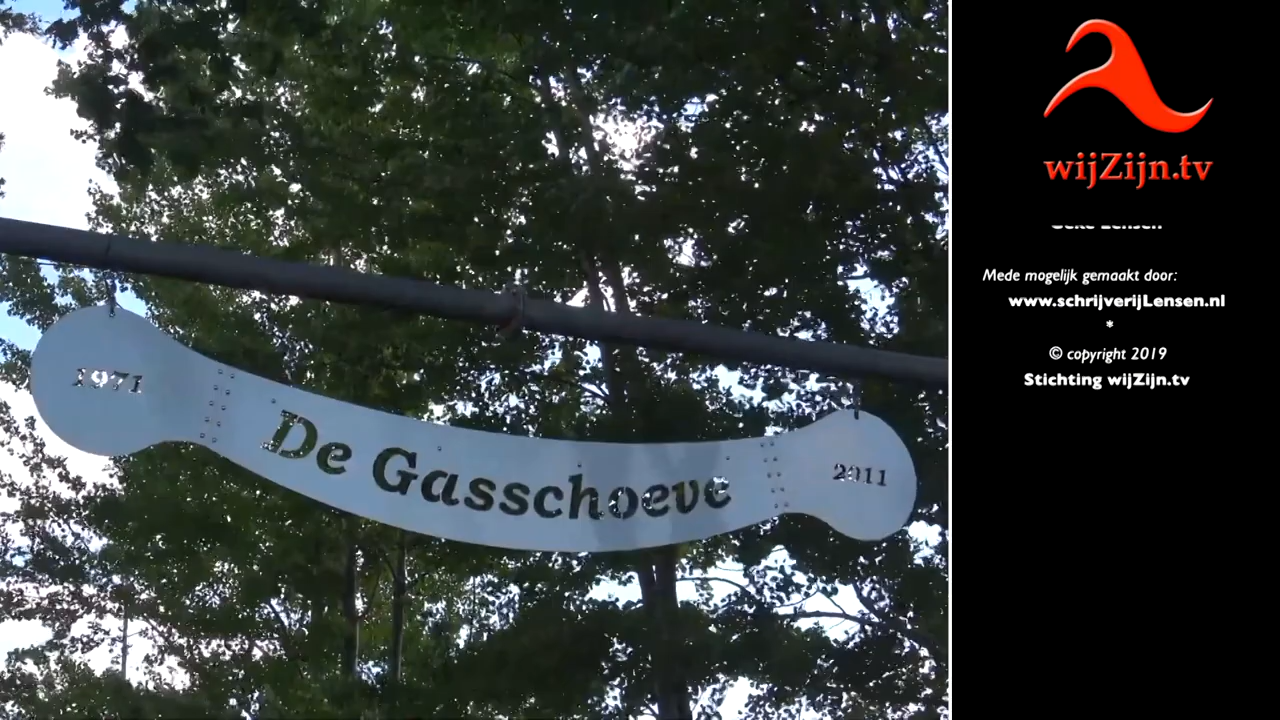 1971
De Gasschoeve
2011
wijZijn.tv
Mede mogelijk gemaakt door:
www.schrijverijLensen.nl
*
© copyright 2019
Stichting wijZijn.tv